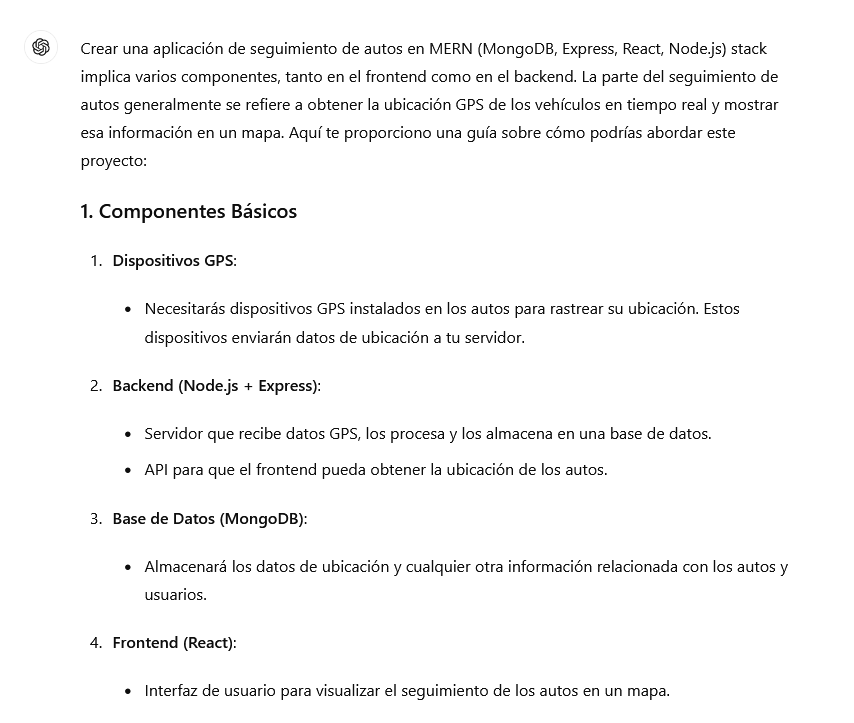 Crear una aplicación de seguimiento de autos en MERN (MongoDB, Express, React, Node.js) stack
implica varios componentes, tanto en el frontend como en el backend. La parte del seguimiento de
autos generalmente se refiere a obtener la ubicación GPS de los vehículos en tiempo real y mostrar
esa información en un mapa. Aquí te proporciono una guía sobre cómo podrías abordar este
proyecto:
1. Componentes Básicos
1. Dispositivos GPS:
• Necesitarás dispositivos GPS instalados en los autos para rastrear su ubicación. Estos
dispositivos enviarán datos de ubicación a tu servidor.
2. Backend (Node.js + Express):
• Servidor que recibe datos GPS, los procesa y los almacena en una base de datos.
• API para que el frontend pueda obtener la ubicación de los autos.
3. Base de Datos (MongoDB):
• Almacenará los datos de ubicación y cualquier otra información relacionada con los autos y
usuarios.
4. Frontend (React):
• Interfaz de usuario para visualizar el seguimiento de los autos en un mapa.